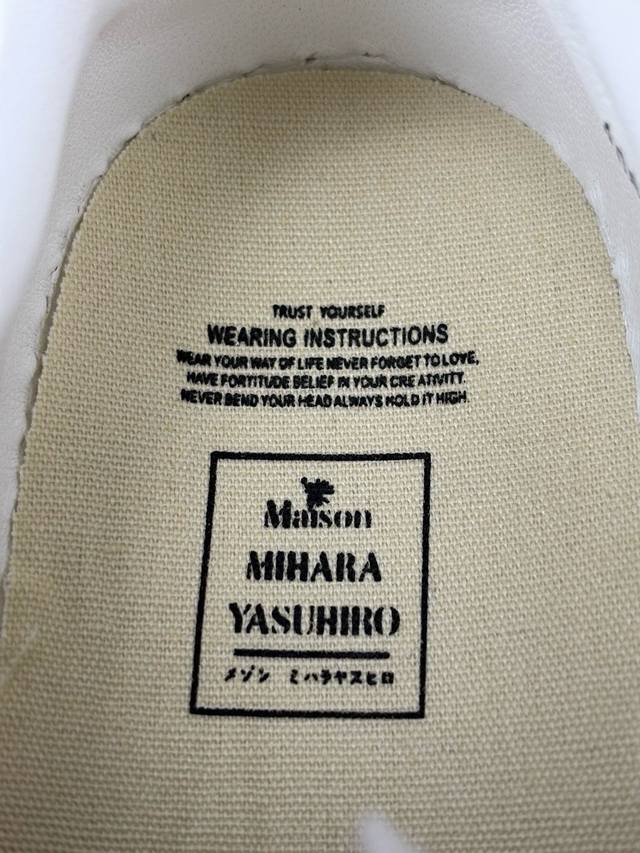 TRUST YOURSELF
WEARING INSTRUCTIONS
WEAR YOUR WAY OF LIFE NEVER FORGET TO LOVE,
HAVE FORTITUDE BELIEF IN YOUR CREATIVITY.
NEVER BEND YOUR HEAD ALWAYS HOLD IT HIGH.
Maison
MIHARA
YASUHIRO
メゾン ミハラヤスヒロ